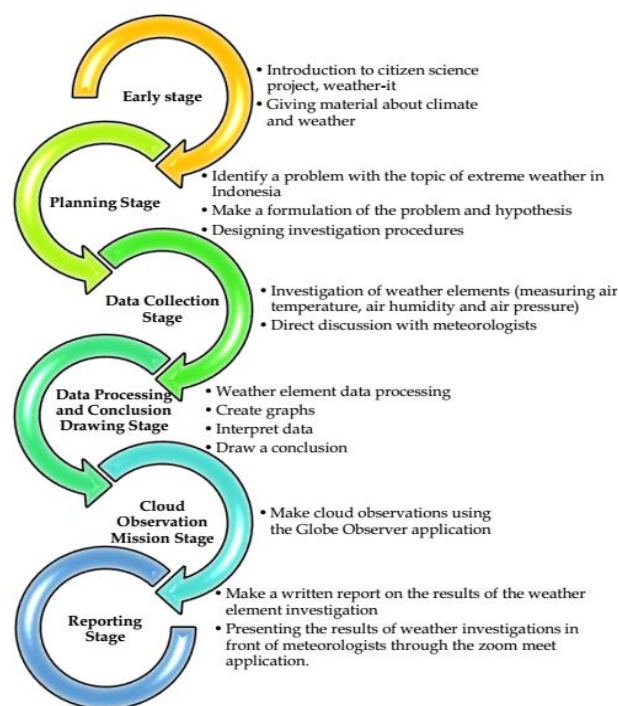 Early stage
• Introduction to citizen science
project, weather-it
• Giving material about climate
and weather
Planning Stage
• Identify a problem with the topic of extreme weather in
Indonesia
• Make a formulation of the problem and hypothesis
• Designing investigation procedures
Data Collection
Stage
• Investigation of weather elements (measuring air
temperature, air humidity and air pressure)
• Direct discussion with meteorologists
Data Processing
and Conclusion
Drawing Stage
• Weather element data processing
• Create graphs
• Interpret data
• Draw a conclusion
Cloud
Observation
Mission Stage
• Make cloud observations using
the Globe Observer application
Reporting
Stage
• Make a written report on the results of the weather
element investigation
• Presenting the results of weather investigations in
front of meteorologists through the zoom meet
application.